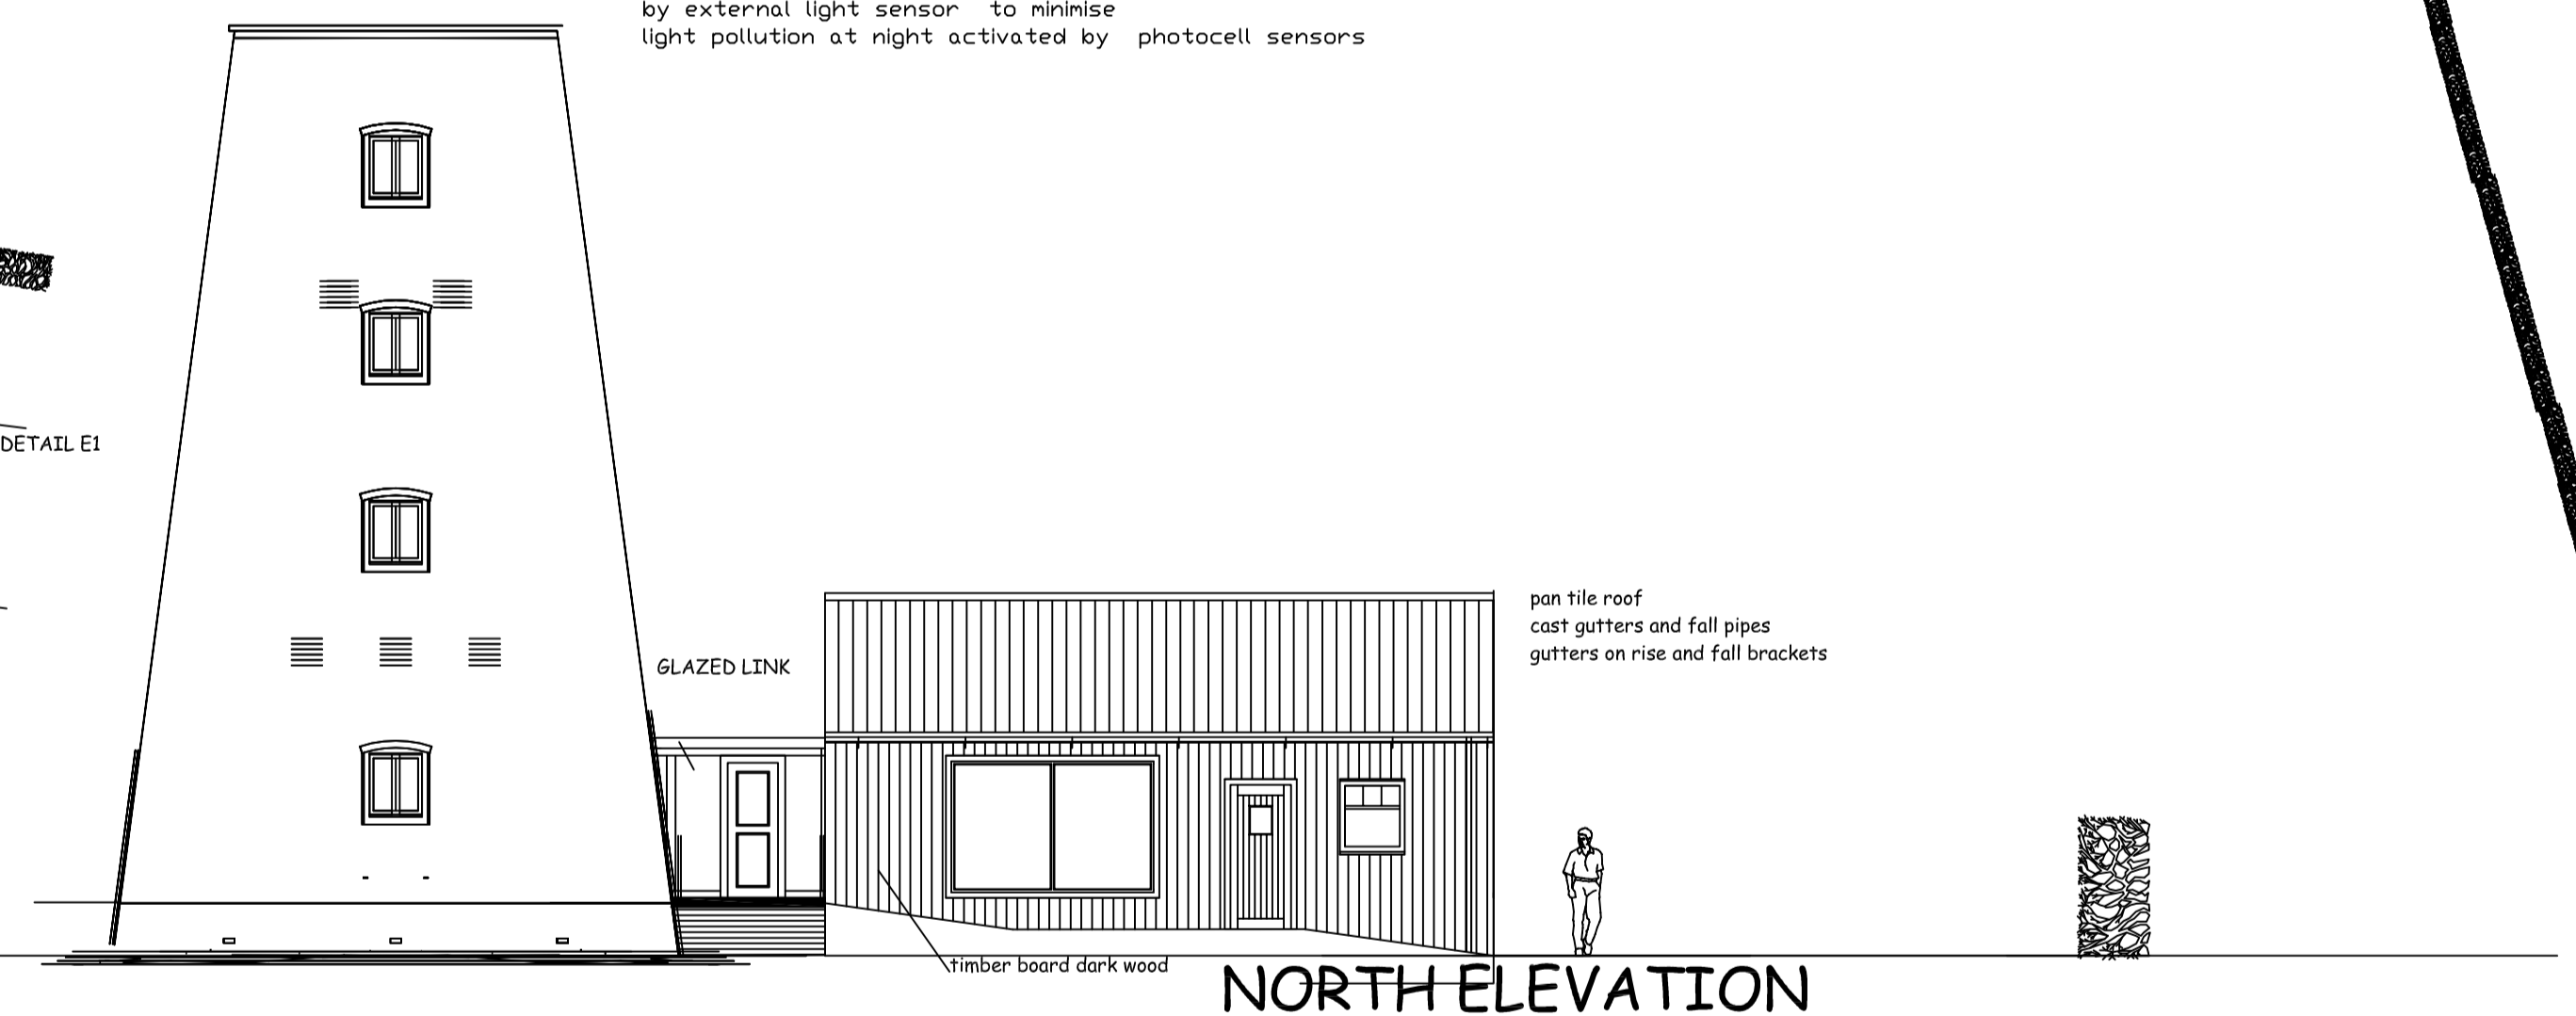 by external light sensor to minimise
light pollution at night activated by photocell sensors
DETAIL E1
GLAZED LINK
pan tile roof
cast gutters and fall pipes
gutters on rise and fall brackets
timber board dark wood
NORTH ELEVATION